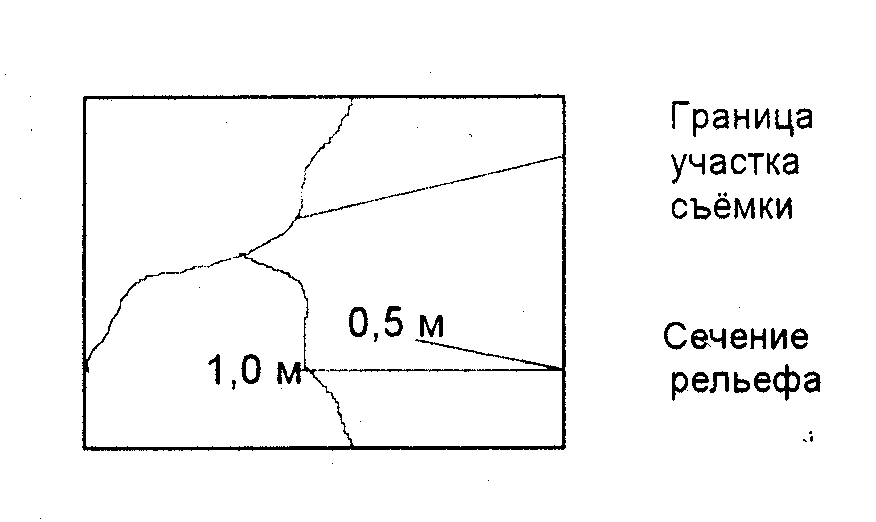 Граница
участка
съёмки
0,5 м
1,0 м
Сечение
рельефа